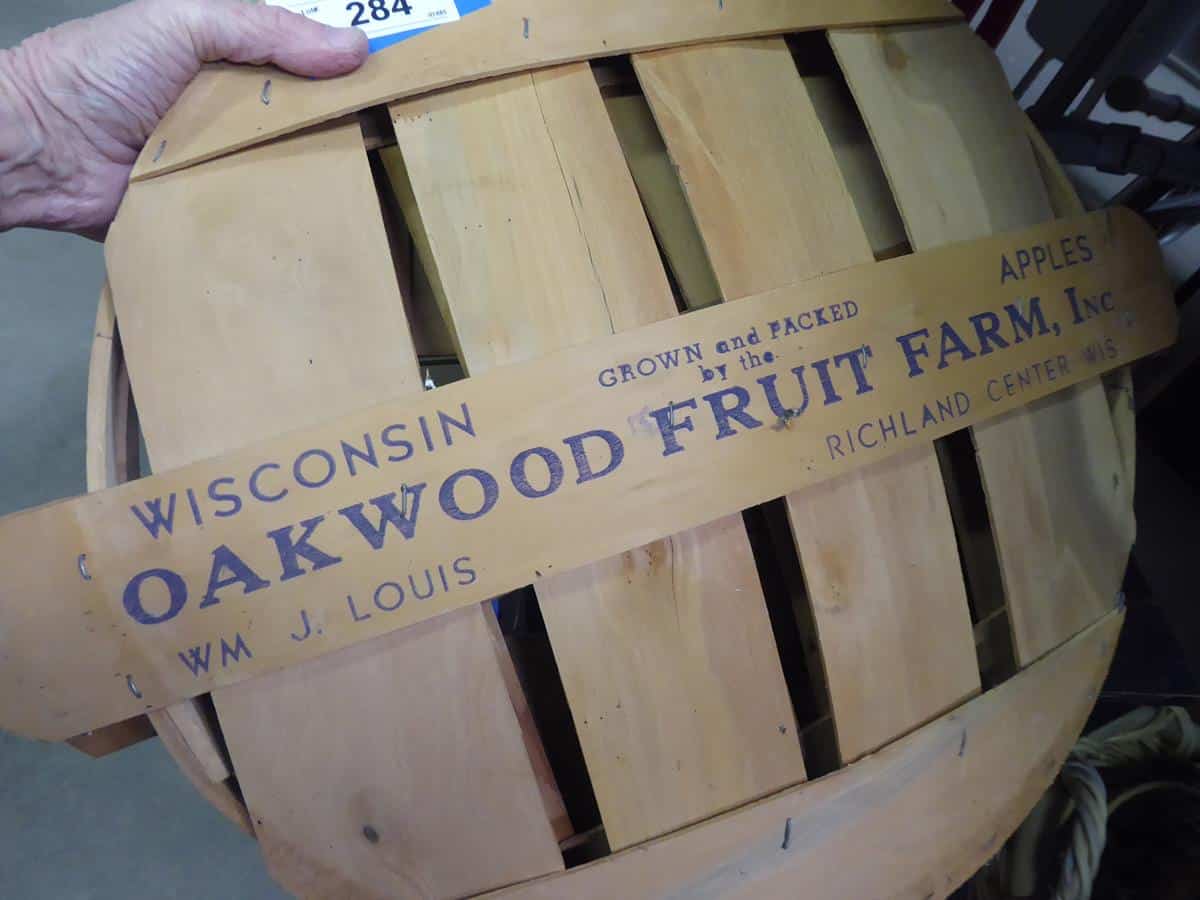 284
WISCONSIN
GROWN and PACKED
by the
APPLES
OAKWOOD FRUIT FARM, INC
WM J. LOUIS
RICHLAND CENTER WIS